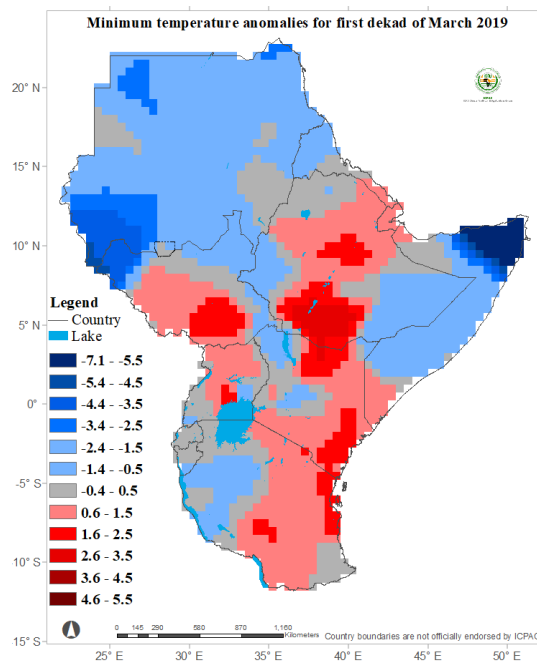 Minimum temperature anomalies for first dekad of March 2019
20° N
15° N
10° N
5° N
0°
-5° S
-10° S
15° S
Legend
Country
Lake
-7.1 - -5.5
-5.4 - -4.5
-4.4 - -3.5
-3.4 - -2.5
-2.4 - -1.5
-1.4 - -0.5
-0.4 - 0.5
0.6 - 1.5
1.6 - 2.5
2.6 - 3.5
3.6 - 4.5
4.6 - 5.5
0 145 290 580 870 1,160
Kilometers
Country boundaries are not officially endorsed by ICPAC
25° E 30° E 35° E 40° E 45° E 50° E